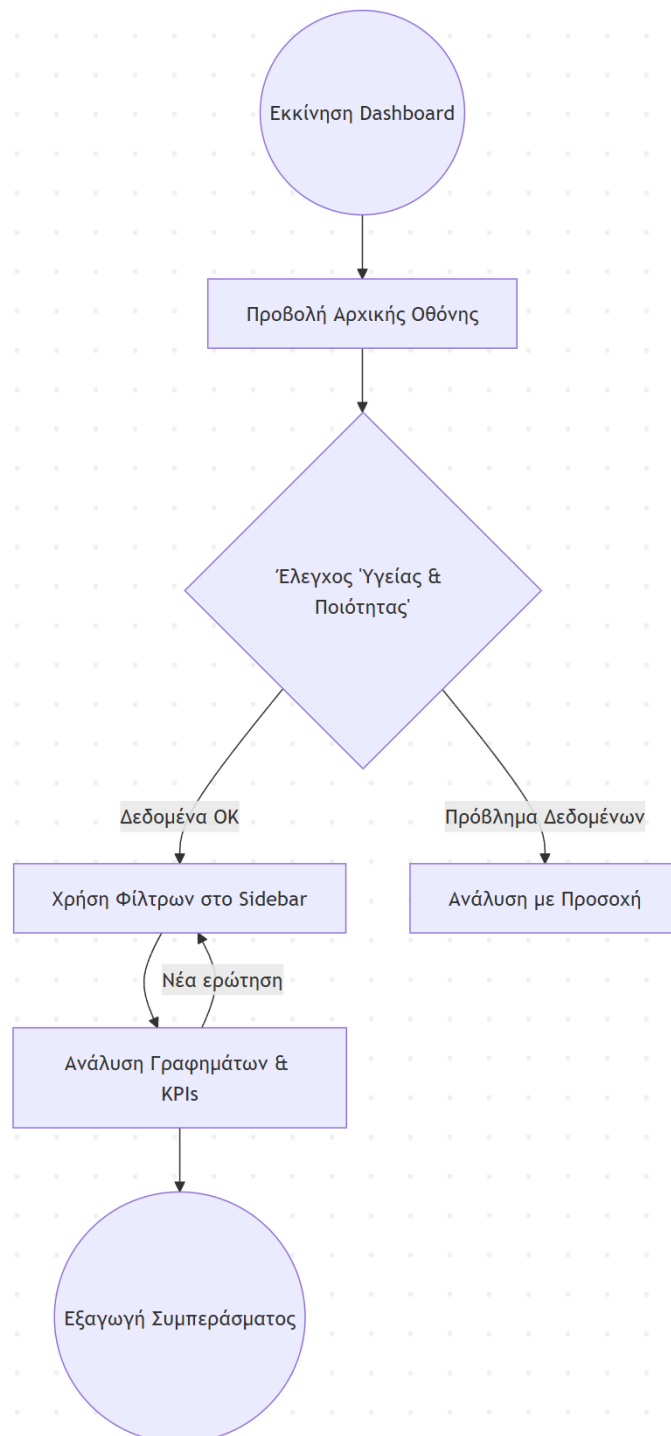 Εκκίνηση Dashboard
Προβολή Αρχικής Οθόνης
Έλεγχος 'Υγείας &
Ποιότητας'
Δεδομένα OK
Πρόβλημα Δεδομένων
Χρήση Φίλτρων στο Sidebar
Ανάλυση με Προσοχή
Νέα ερώτηση
Ανάλυση Γραφημάτων &
KPIs
Εξαγωγή Συμπεράσματος